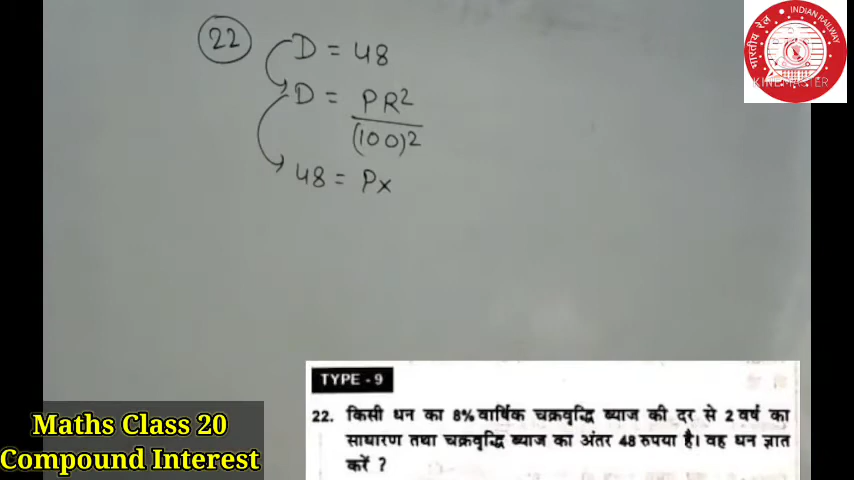 22
D = 48
D = PR²
(100)²
48 = Px
भारतीय रेल
INDIAN RAILWAY
KINEMASTER
TYPE - 9
22. किसी धन का 8% वार्षिक चक्रवृद्धि ब्याज की दर से 2 वर्ष का
साधारण तथा चक्रवृद्धि ब्याज का अंतर 48 रुपया है। वह धन ज्ञात
करें ?
Maths Class 20
Compound Interest